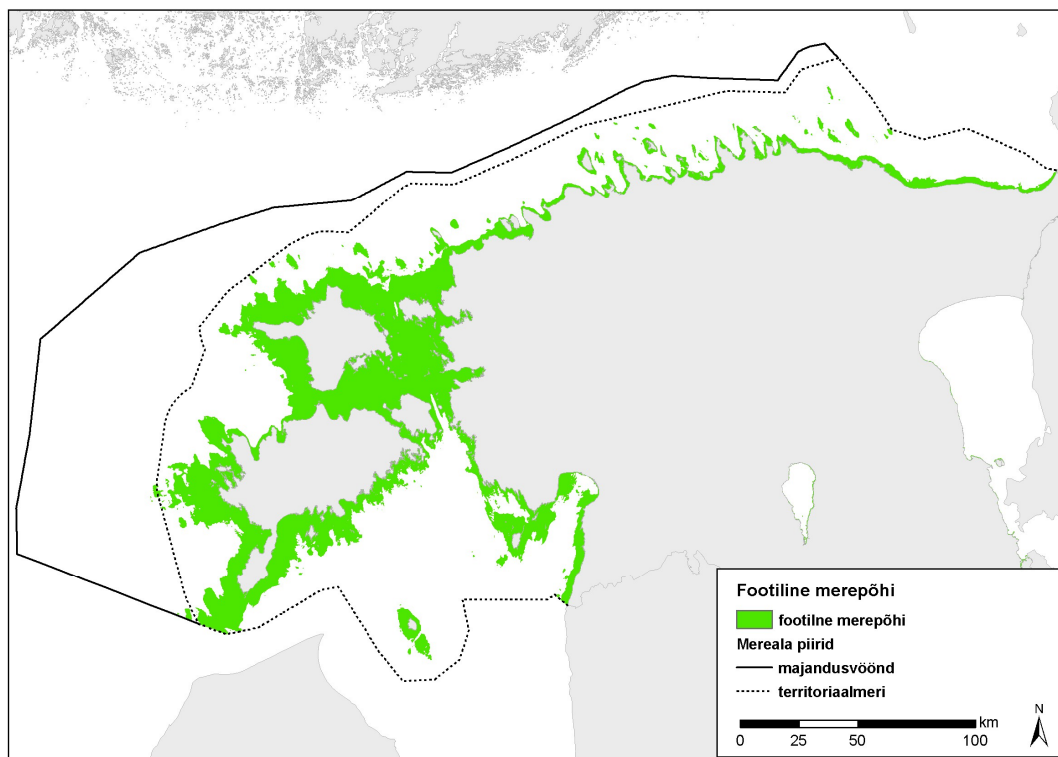 Footiline merepõhi
footilne merepõhi
Mereala piirid
majandusvöönd
territoriaalmeri
km
0 25 50 100
N